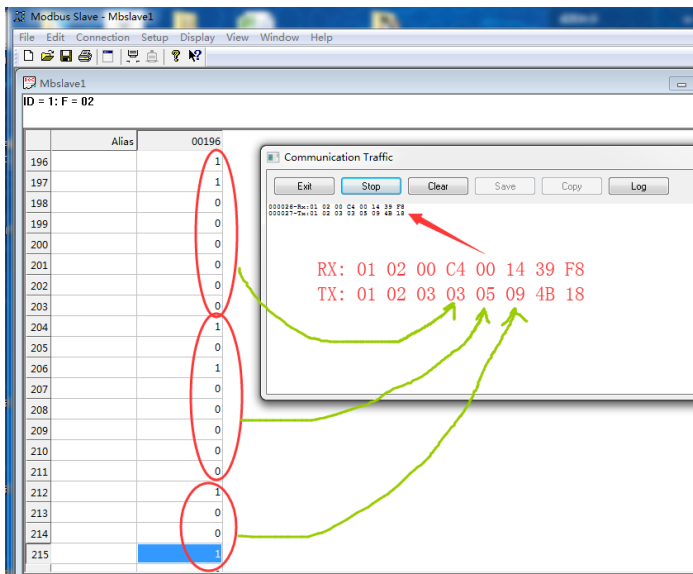 Modbus Slave - Mbslave1
File Edit Connection Setup Display View Window Help
Mbslave1
ID = 1: F = 02
Alias 00196
196 1
197 1
198 0
199 0
200 0
201 0
202 0
203 0
204 1
205 0
206 1
207 0
208 0
209 0
210 0
211 0
212 1
213 0
214 0
215 1
Communication Traffic
Exit Stop Clear Save Copy Log
000026-Rx:01 02 00 C4 00 14 39 F8
000027-Tx:01 02 03 03 05 09 4B 18
RX: 01 02 00 C4 00 14 39 F8
TX: 01 02 03 03 05 09 4B 18